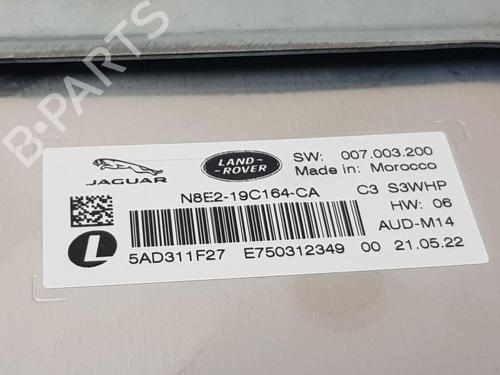 B-PARTS
JAGUAR
LAND-
ROVER
SW: 007.003.200
Made in: Morocco
N8E2-19C164-CA
C3 S3WHP
HW: 06
AUD-M14
L
5AD311F27 E750312349 00 21.05.22